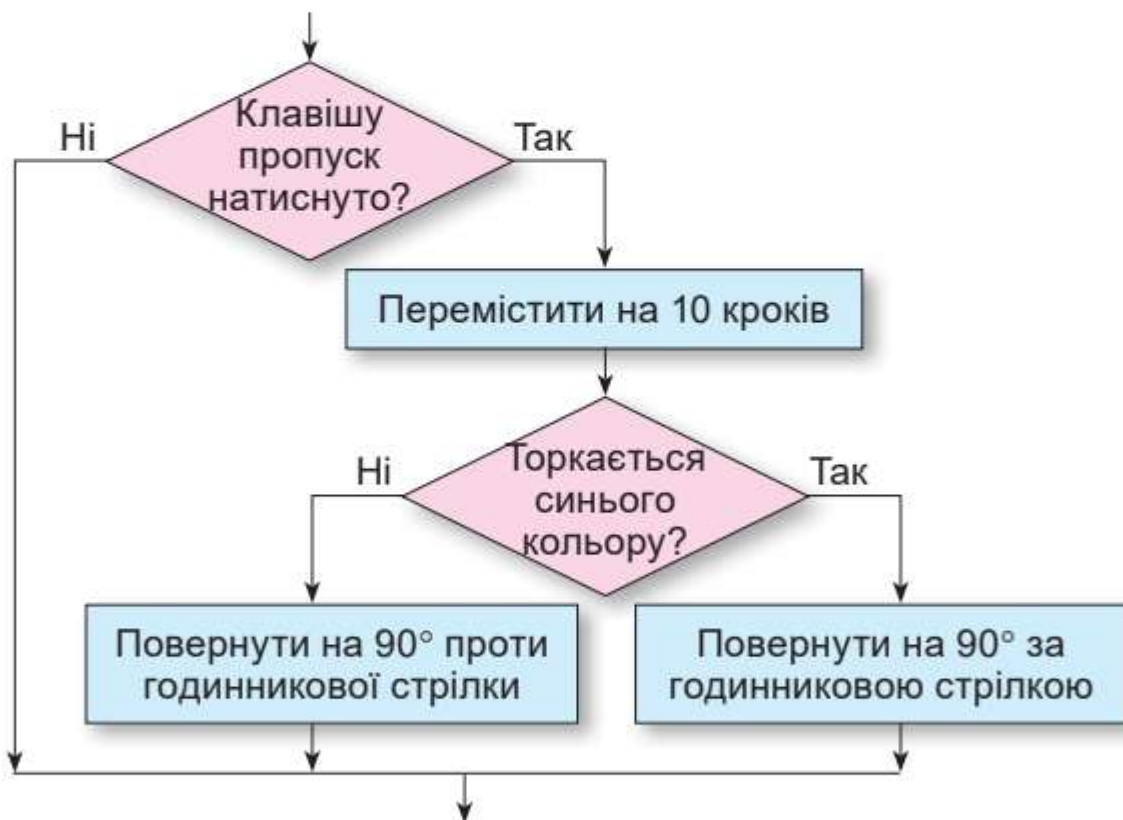 Клавішу
пропуск
натиснуто?
Ні
Так
Перемістити на 10 кроків
Торкається
синього
кольору?
Ні
Так
Повернути на 90° проти
годинникової стрілки
Повернути на 90° за
годинниковою стрілкою